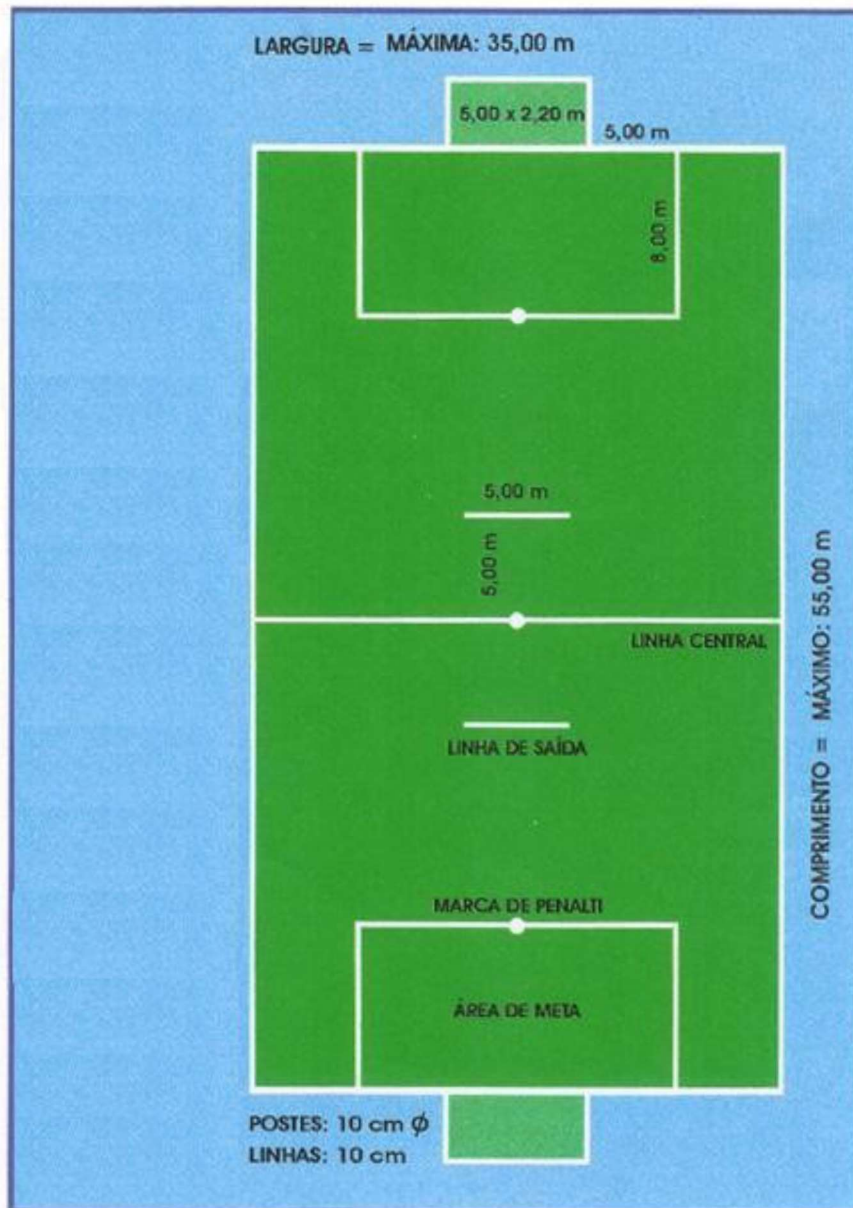 LARGURA = MÁXIMA: 35,00 m
5,00 x 2,20 m
5,00 m
8,00 m
5,00 m
5,00 m
LINHA CENTRAL
COMPRIMENTO = MÁXIMO: 55,00 m
LINHA DE SAÍDA
MARCA DE PENALTI
ÁREA DE META
POSTES: 10 cm ϕ
LINHAS: 10 cm